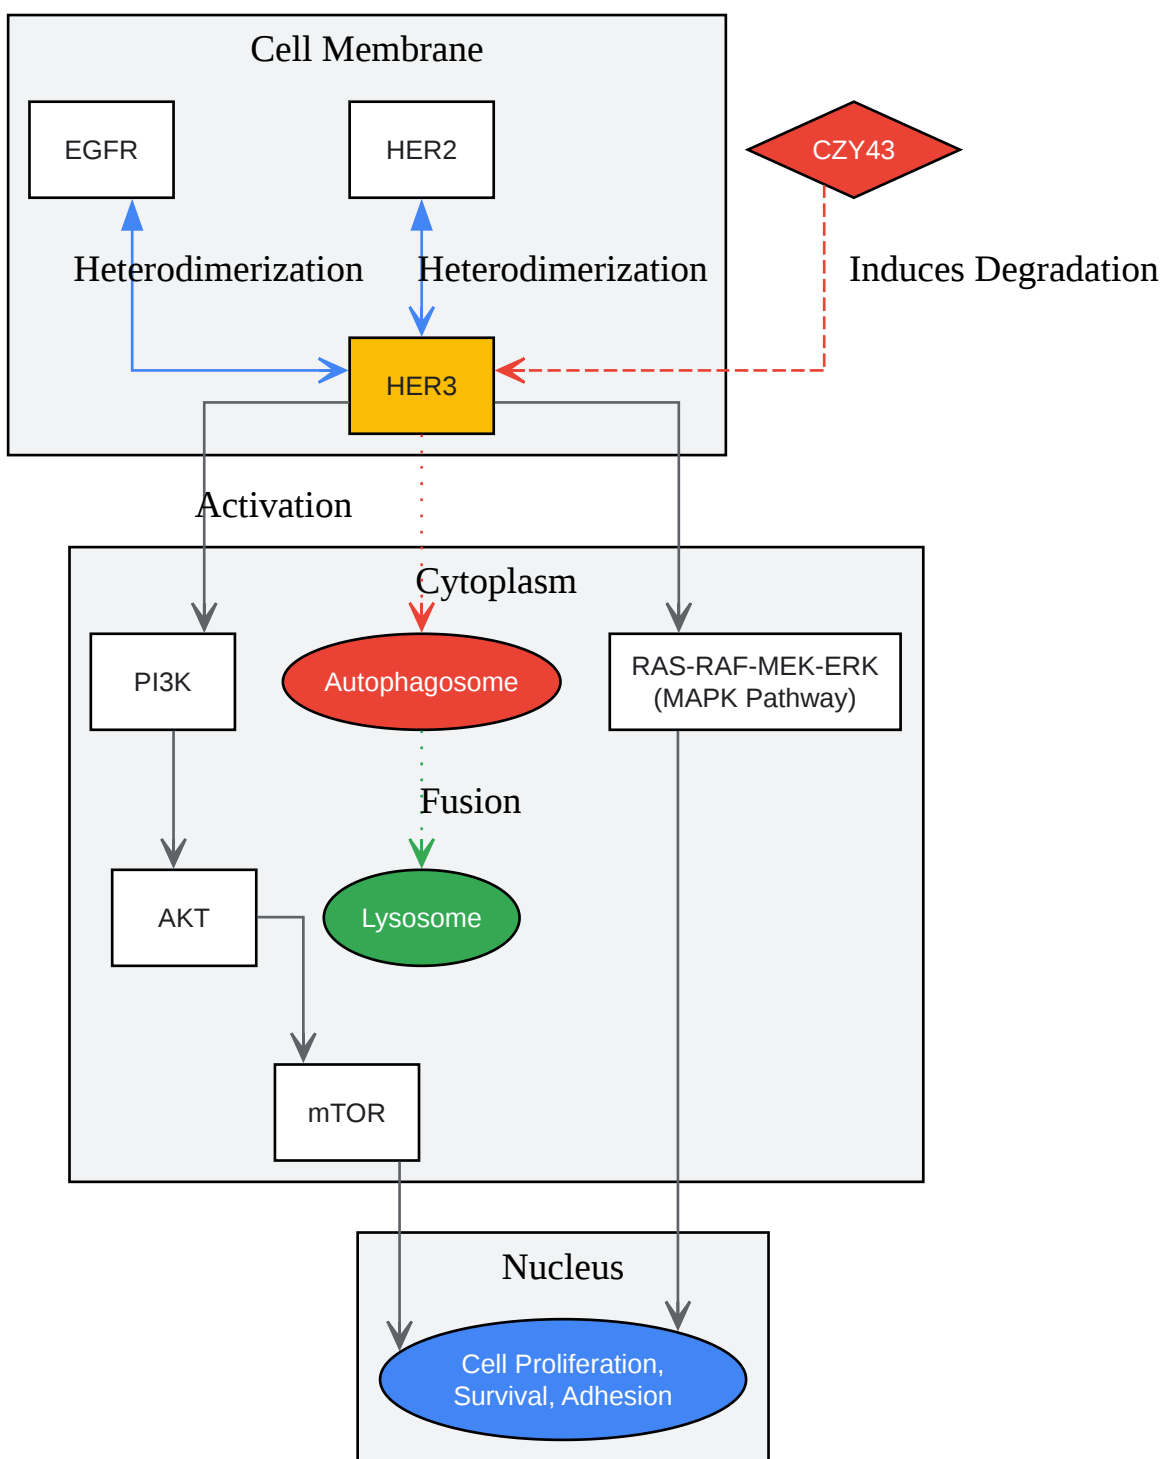 Cell Membrane
EGFR
HER2
CZY43
Heterodimerization
Heterodimerization
Induces Degradation
HER3
Activation
Cytoplasm
PI3K
Autophagosome
RAS-RAF-MEK-ERK
(MAPK Pathway)
Fusion
AKT
Lysosome
mTOR
Nucleus
Cell Proliferation,
Survival, Adhesion